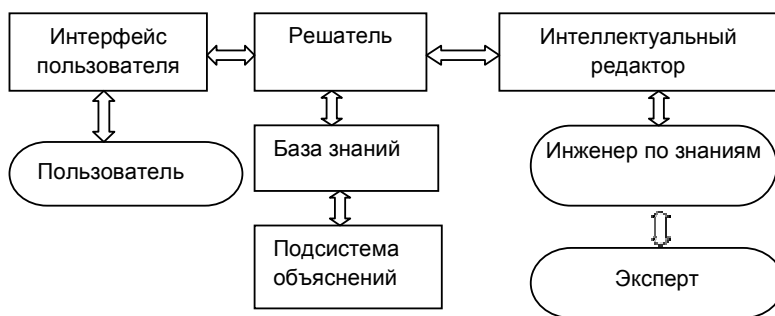 Интерфейс
пользователя
Решатель
Интеллектуальный
редактор
Пользователь
База знаний
Инженер по знаниям
Подсистема
объяснений
Эксперт